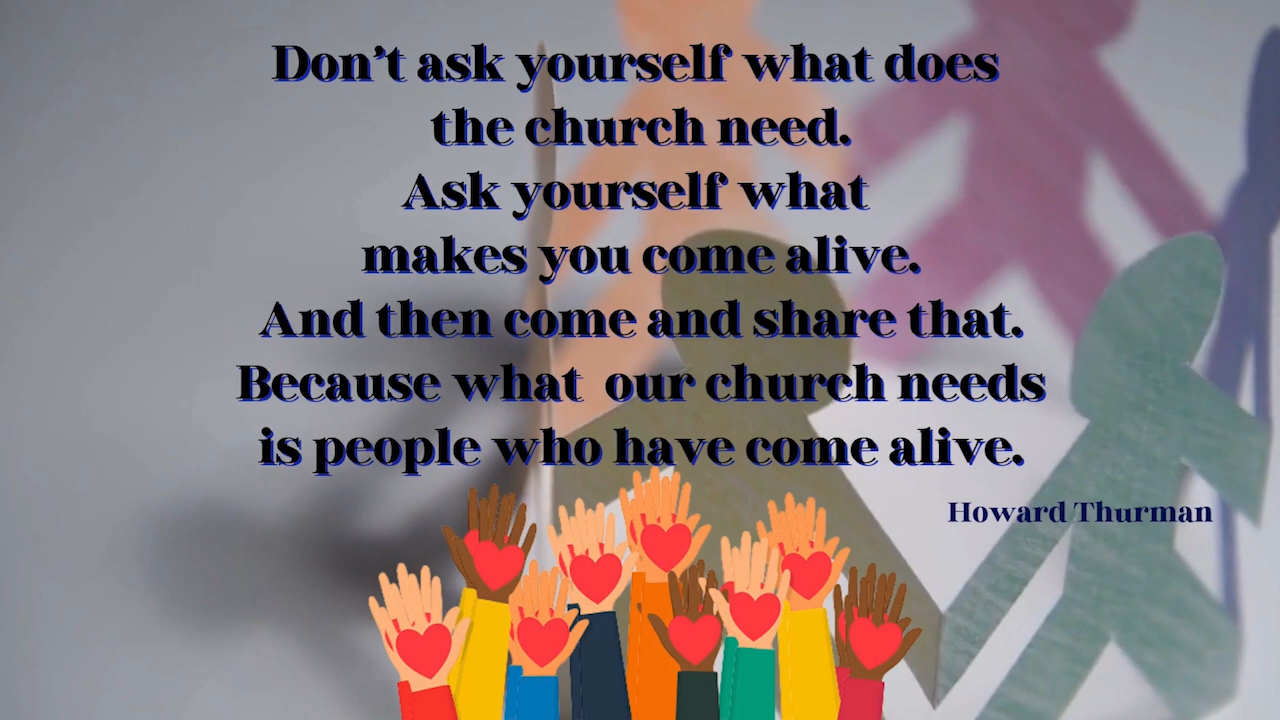 Don't ask yourself what does
the church need.
Ask yourself what
makes you come alive.
And then come and share that.
Because what our church needs
is people who have come alive.
Howard Thurman